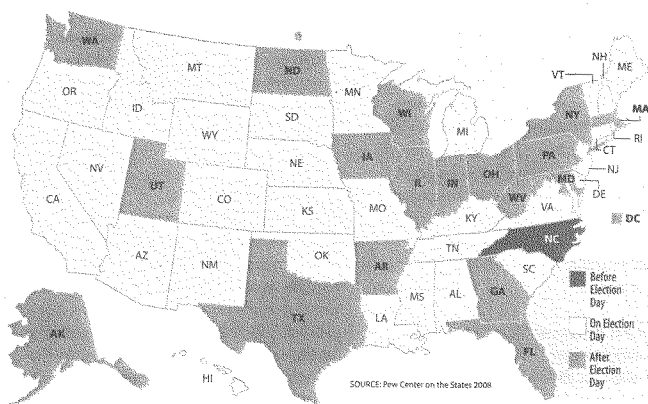 WA
MT
ND
MN
VT
NH
ME
OR
ID
WI
NY
MA
SD
MI
WY
RI
IA
PA
CT
NV
NE
NJ
UT
IL
IN
OH
MD
DE
CA
CO
WV
VA
KS
MO
KY
DC
NC
TN
AZ
OK
AR
NM
SC
MS
AL
GA
TX
LA
AK
FL
HI
Before
Election
Day
On Election
Day
After
Election
Day
SOURCE: Pew Center on the States 2008